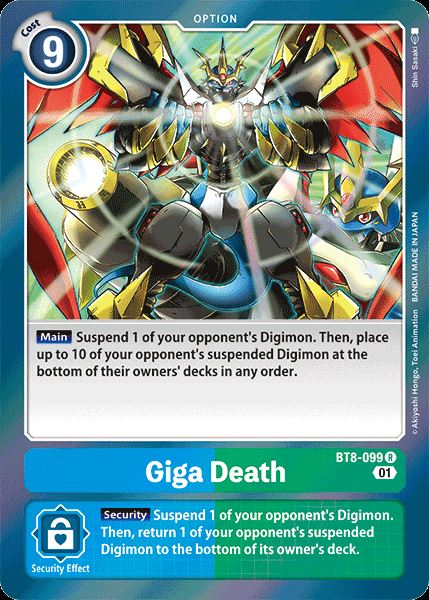 OPTION
Cost
9
Shin Sasaki
© Akiyoshi Hongo, Toei Animation BANDAI MADE IN JAPAN
Main Suspend 1 of your opponent's Digimon. Then, place
up to 10 of your opponent's suspended Digimon at the
bottom of their owners' decks in any order.
BT8-099 R
Giga Death
01
Security Suspend 1 of your opponent's Digimon.
Then, return 1 of your opponent's suspended
Digimon to the bottom of its owner's deck.
Security Effect